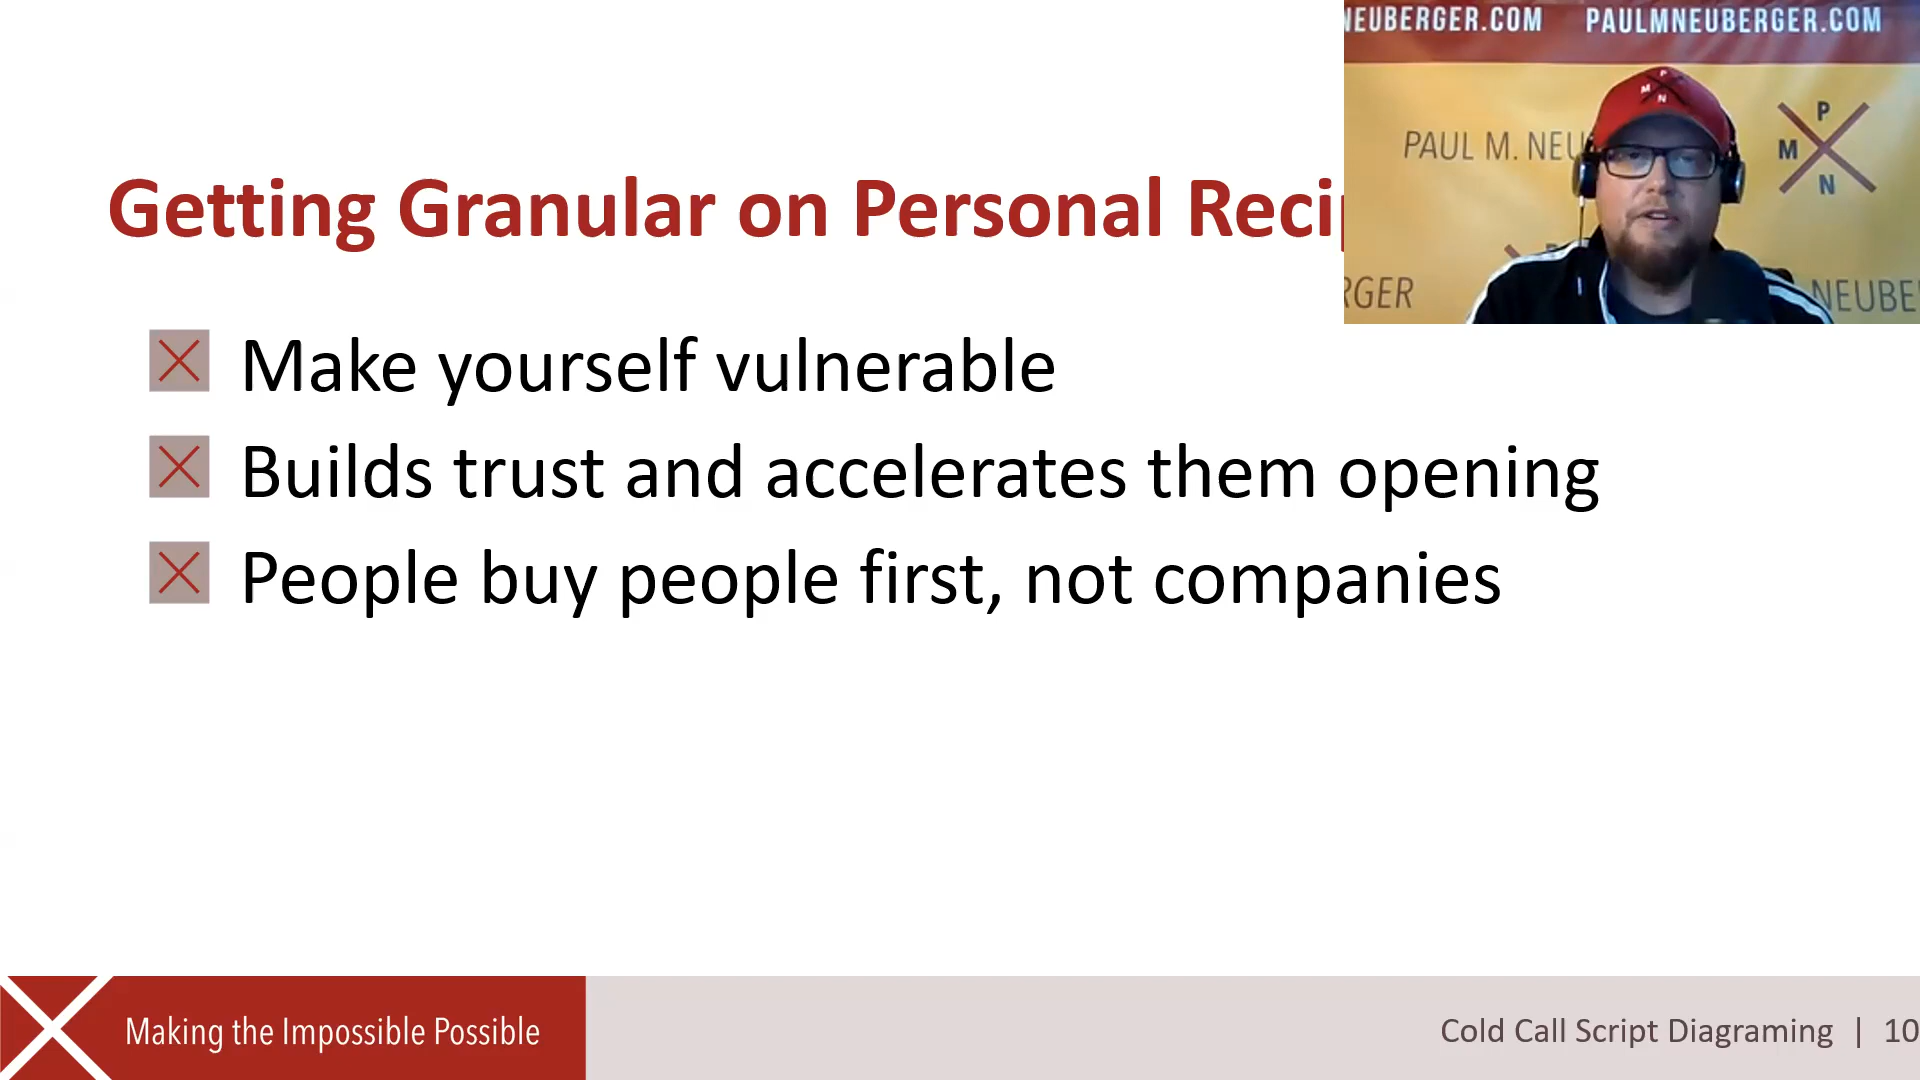 NEUBERGER.COM PAULMNEUBERGER.COM
PAUL M. NEU
P
M
N
P
M
N
RGER
NEUBE
Getting Granular on Personal Recip
Make yourself vulnerable
Builds trust and accelerates them opening
People buy people first, not companies
Making the Impossible Possible
Cold Call Script Diagraming | 10